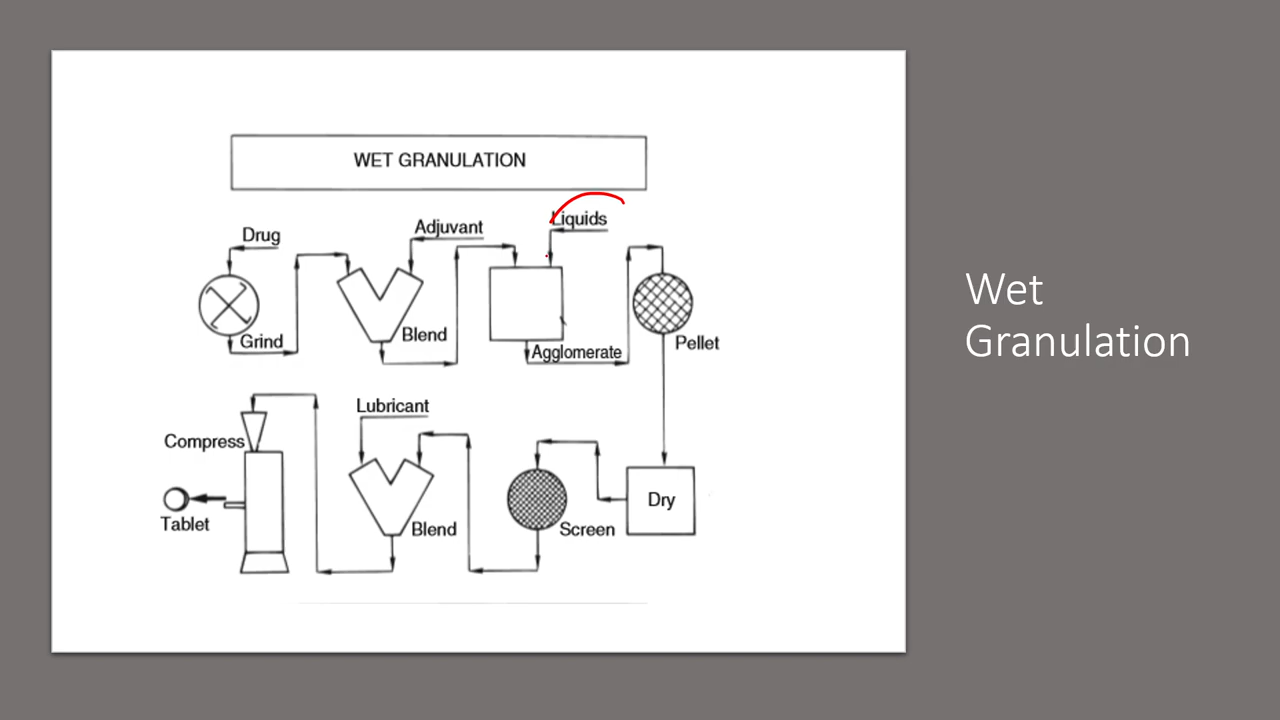 WET GRANULATION
Liquids
Adjuvant
Drug
Blend
Grind
Agglomerate
Pellet
Lubricant
Compress
Dry
Tablet
Blend
Screen
Wet
Granulation